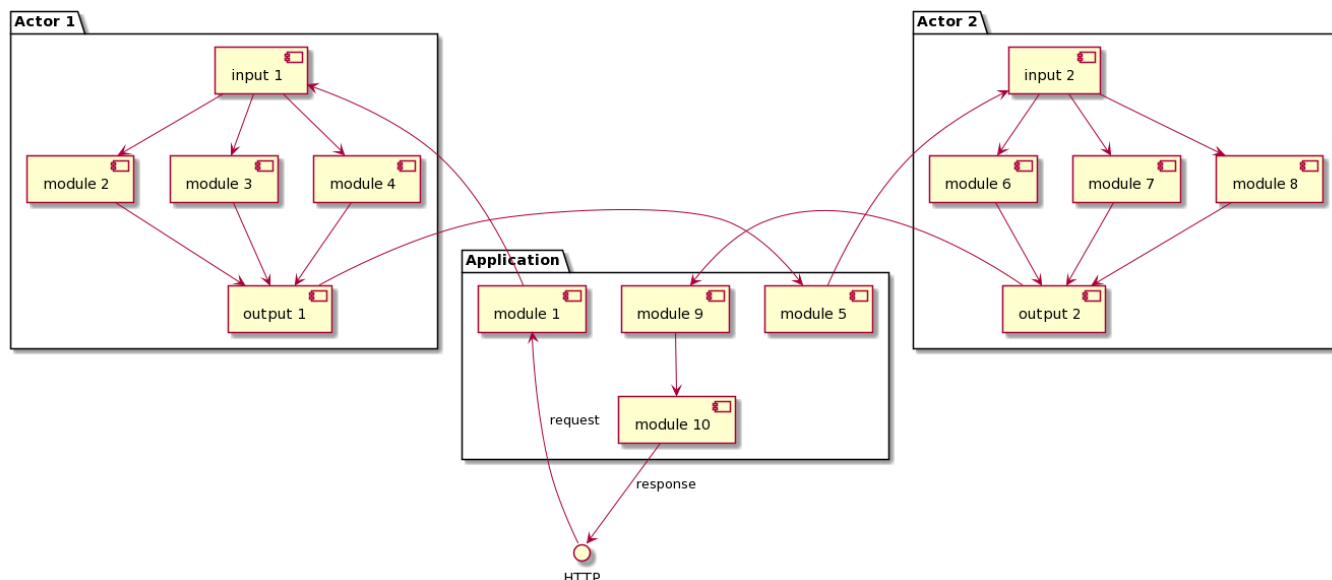 Actor 1
Actor 2
input 1
input 2
module 2
module 3
module 4
module 6
module 7
module 8
Application
output 1
module 1
module 9
module 5
output 2
module 10
request
response
HTTP